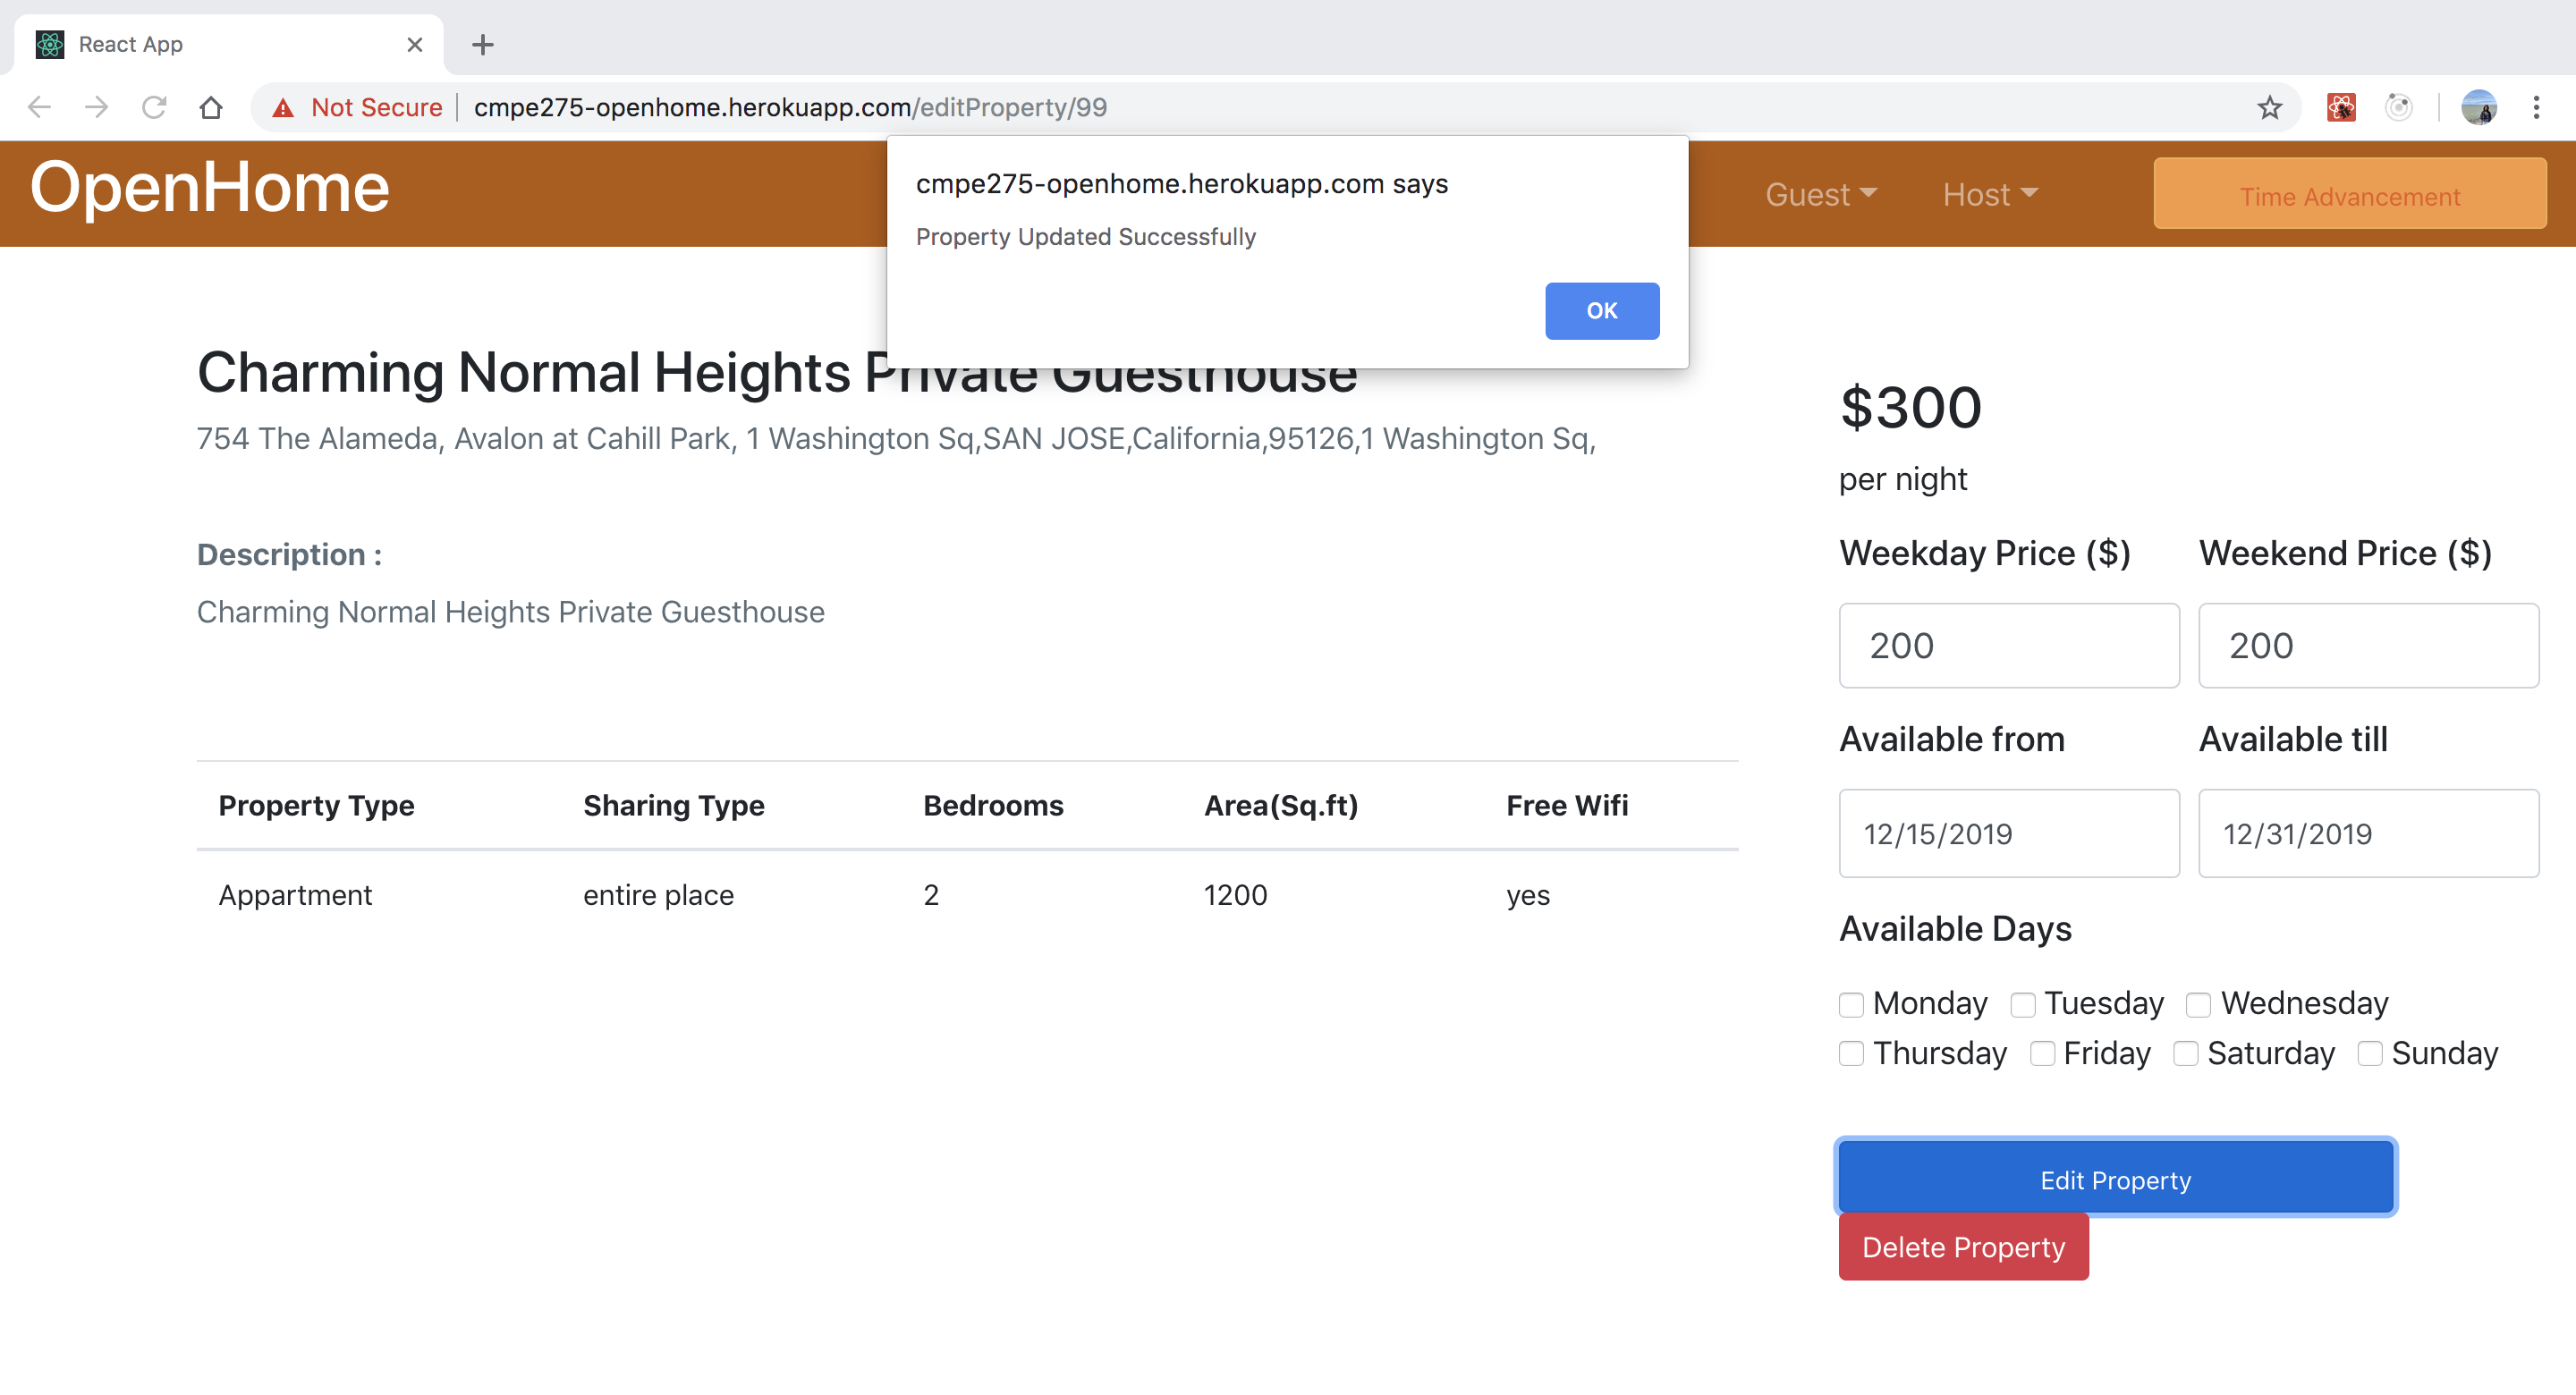 React App
Not Secure
cmpe275-openhome.herokuapp.com/editProperty/99
OpenHome
cmpe275-openhome.herokuapp.com says
Property Updated Successfully
OK
Guest
Host
Time Advancement
Charming Normal Heights Private Guesthouse
754 The Alameda, Avalon at Cahill Park, 1 Washington Sq,SAN JOSE,California,95126,1 Washington Sq,
Description :
Charming Normal Heights Private Guesthouse
Property Type Sharing Type Bedrooms Area(Sq.ft) Free Wifi
Appartment entire place 2 1200 yes
$300
per night
Weekday Price ($) Weekend Price ($)
200 200
Available from Available till
12/15/2019 12/31/2019
Available Days
Monday Tuesday Wednesday
Thursday Friday Saturday Sunday
Edit Property
Delete Property